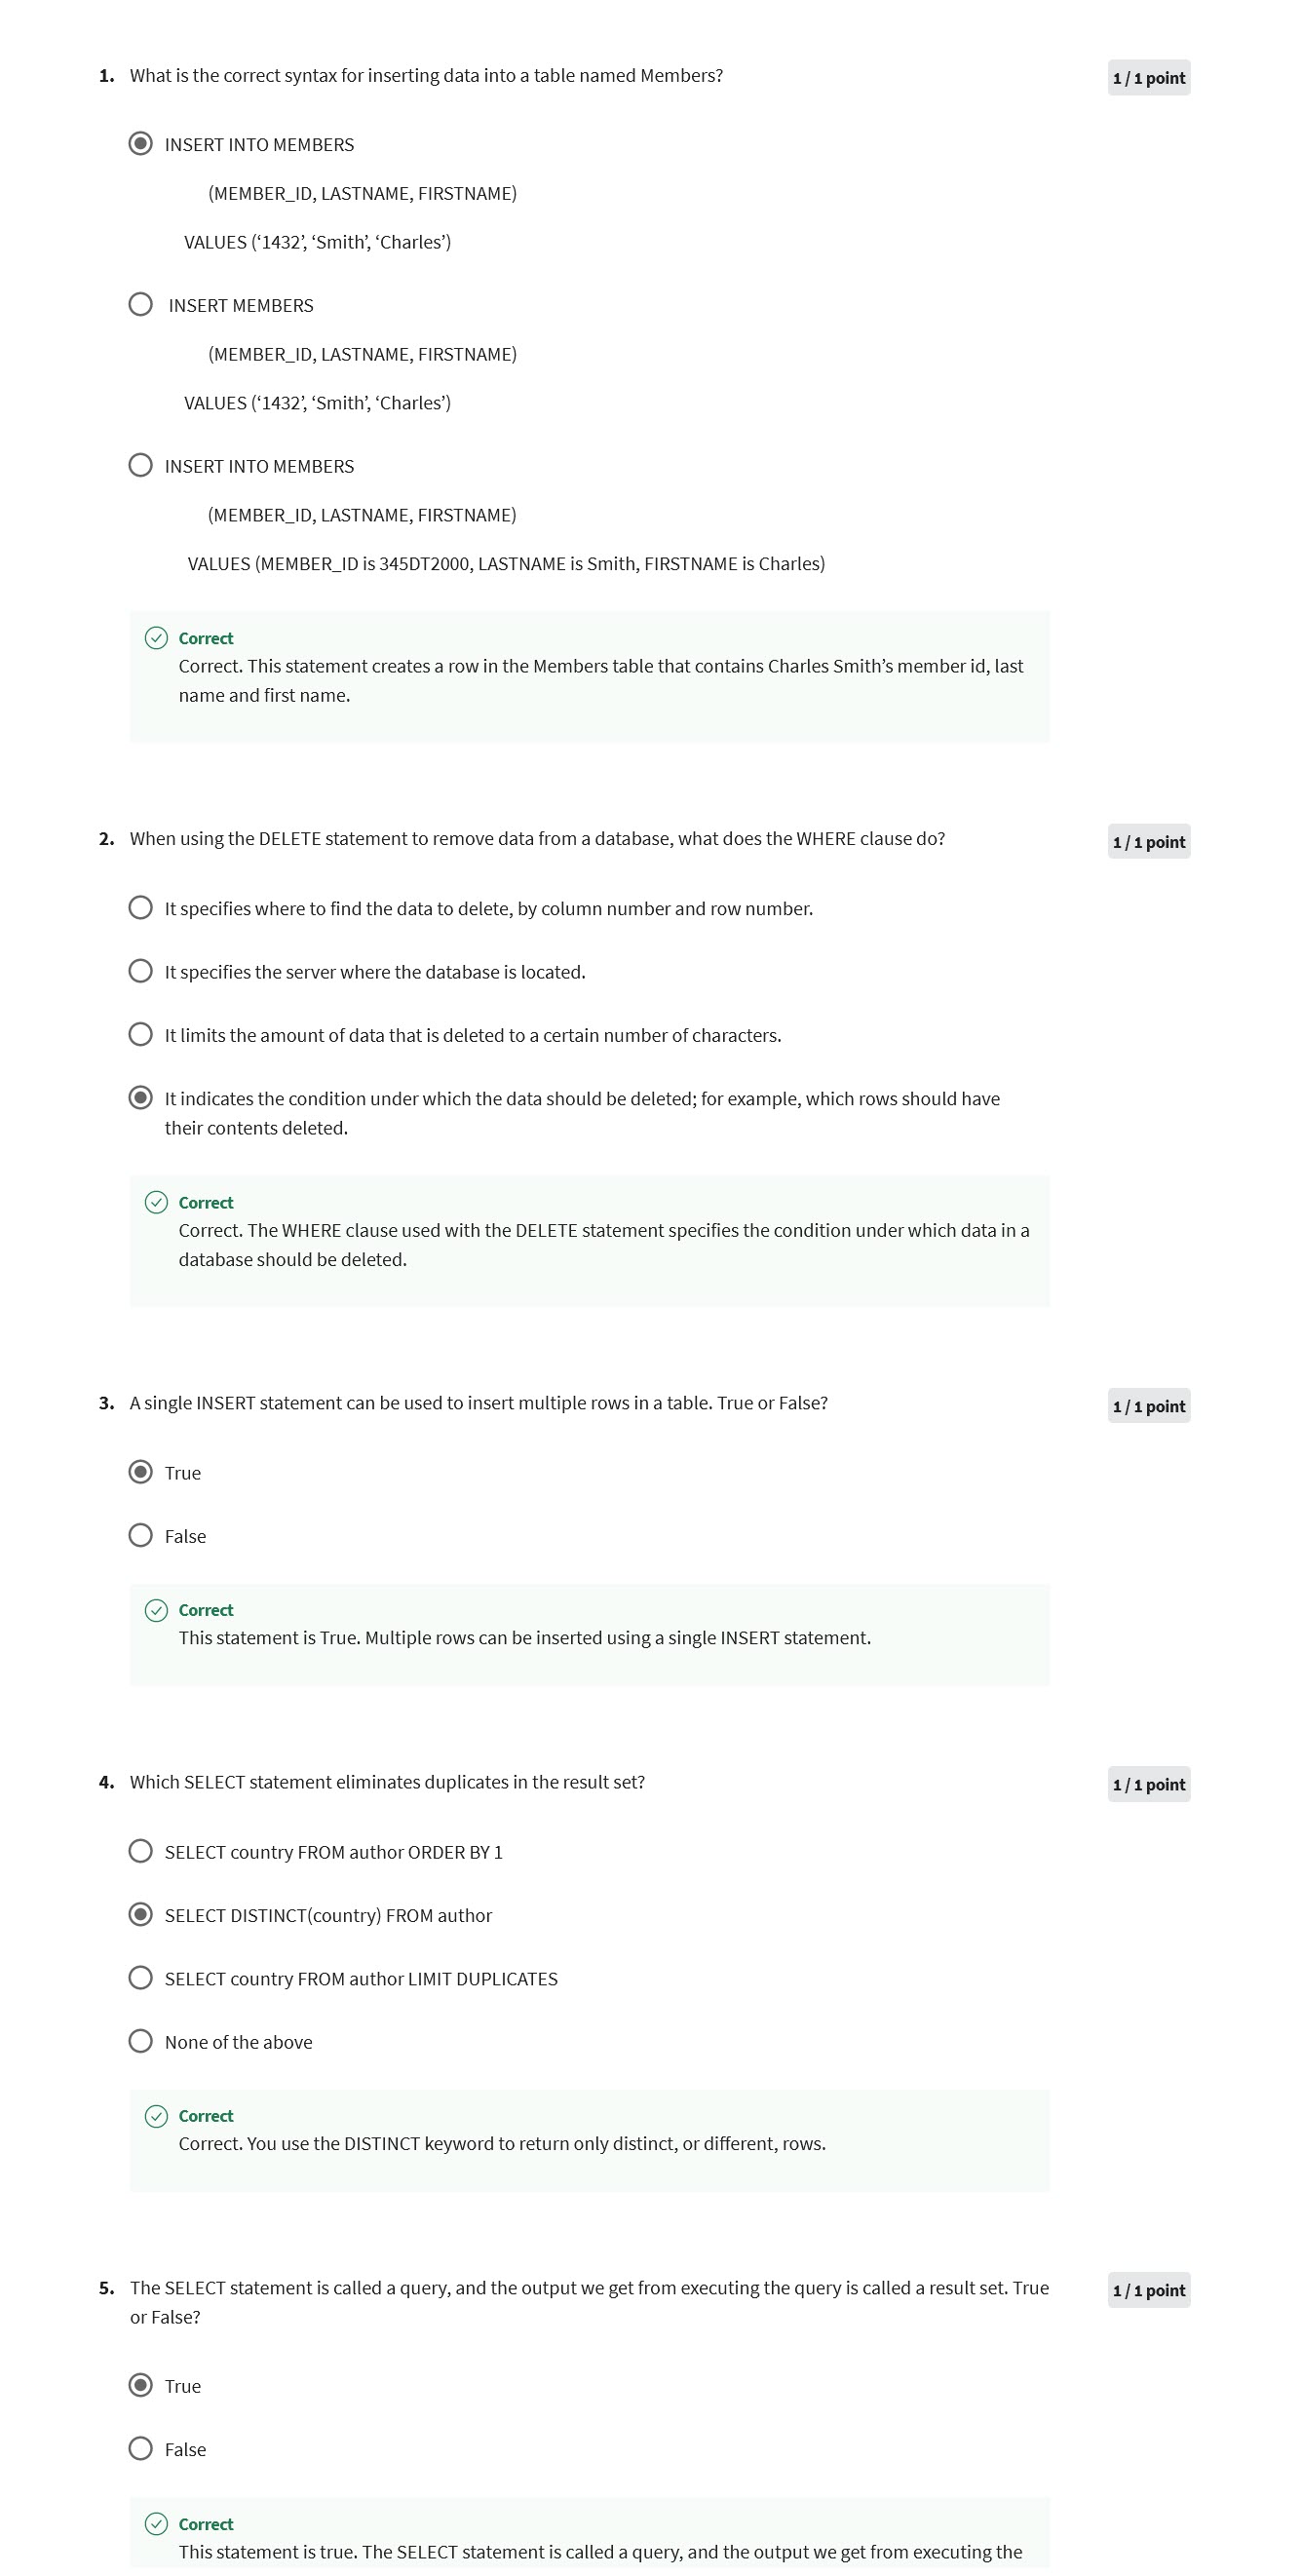 1. What is the correct syntax for inserting data into a table named Members?
1 / 1 point
INSERT INTO MEMBERS
(MEMBER_ID, LASTNAME, FIRSTNAME)
VALUES (‘1432’, ‘Smith’, ‘Charles’)
INSERT MEMBERS
(MEMBER_ID, LASTNAME, FIRSTNAME)
VALUES (‘1432’, ‘Smith’, ‘Charles’)
INSERT INTO MEMBERS
(MEMBER_ID, LASTNAME, FIRSTNAME)
VALUES (MEMBER_ID is 345DT2000, LASTNAME is Smith, FIRSTNAME is Charles)
Correct
Correct. This statement creates a row in the Members table that contains Charles Smith’s member id, last
name and first name.
2. When using the DELETE statement to remove data from a database, what does the WHERE clause do?
1 / 1 point
It specifies where to find the data to delete, by column number and row number.
It specifies the server where the database is located.
It limits the amount of data that is deleted to a certain number of characters.
It indicates the condition under which the data should be deleted; for example, which rows should have
their contents deleted.
Correct
Correct. The WHERE clause used with the DELETE statement specifies the condition under which data in a
database should be deleted.
3. A single INSERT statement can be used to insert multiple rows in a table. True or False?
1 / 1 point
True
False
Correct
This statement is True. Multiple rows can be inserted using a single INSERT statement.
4. Which SELECT statement eliminates duplicates in the result set?
1 / 1 point
SELECT country FROM author ORDER BY 1
SELECT DISTINCT(country) FROM author
SELECT country FROM author LIMIT DUPLICATES
None of the above
Correct
Correct. You use the DISTINCT keyword to return only distinct, or different, rows.
5. The SELECT statement is called a query, and the output we get from executing the query is called a result set. True
or False?
1 / 1 point
True
False
Correct
This statement is true. The SELECT statement is called a query, and the output we get from executing the